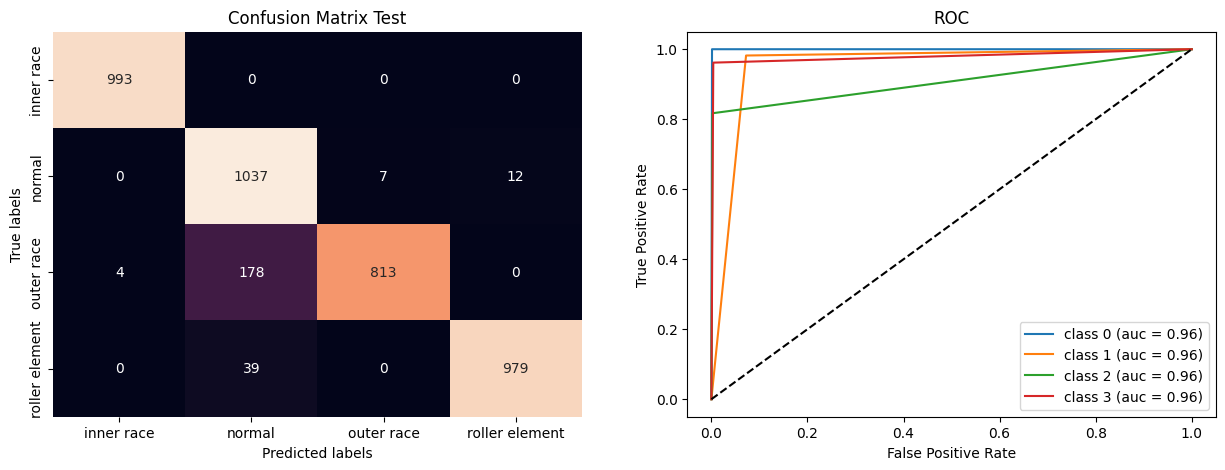 Confusion Matrix Test
True labels
inner race
normal
outer race
roller element
993 0 0 0
0 1037 7 12
4 178 813 0
0 39 0 979
inner race normal outer race roller element
Predicted labels
ROC
True Positive Rate
1.0
0.8
0.6
0.4
0.2
0.0
class 0 (auc = 0.96)
class 1 (auc = 0.96)
class 2 (auc = 0.96)
class 3 (auc = 0.96)
0.0 0.2 0.4 0.6 0.8 1.0
False Positive Rate